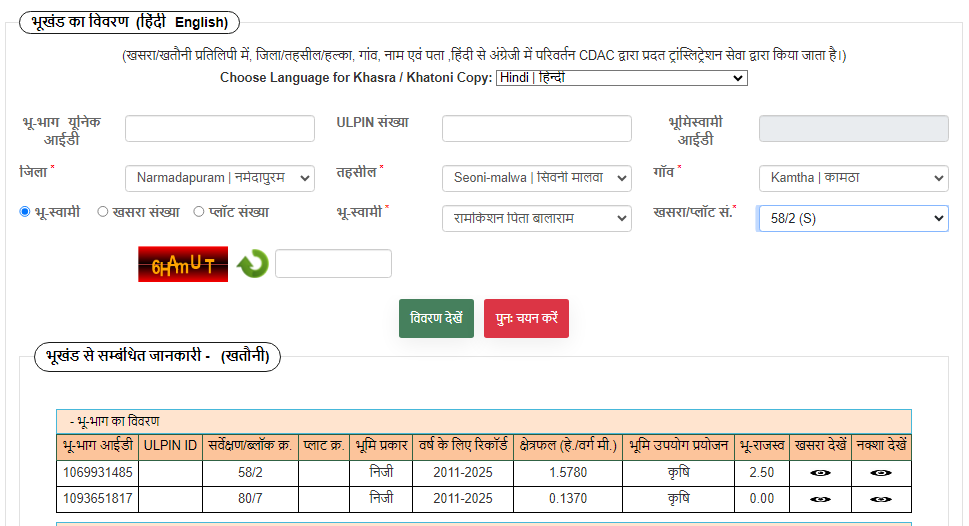 भूखंड का विवरण (हिंदी English)
(खसरा/खतौनी प्रतिलिपी में, जिला/तहसील/हल्का, गांव, नाम एवं पता ,हिंदी से अंग्रेजी में परिवर्तन CDAC द्वारा प्रदत ट्रांस्लिट्रेशन सेवा द्वारा किया जाता है।)
Choose Language for Khasra / Khatoni Copy: Hindi | हिन्दी
भू-भाग यूनिक आईडी ULPIN संख्या भूमिस्वामी आईडी
जिला * Narmadapuram | नर्मदापुरम तहसील * Seoni-malwa | सिवनी मालवा गॉव * Kamtha | कामठा
भू-स्वामी खसरा संख्या प्लॉट संख्या भू-स्वामी * रामकिशन पिता बालाराम खसरा/प्लॉट सं.* 58/2 (S)
6HAmUT
विवरण देखें पुनः चयन करें
भूखंड से सम्बंधित जानकारी - (खतौनी)
- भू-भाग का विवरण
भू-भाग आईडी ULPIN ID सर्वेक्षण/ब्लॉक क्र. प्लाट क्र. भूमि प्रकार वर्ष के लिए रिकॉर्ड क्षेत्रफल (हे./वर्ग मी.) भूमि उपयोग प्रयोजन भू-राजस्व खसरा देखें नक्शा देखें
1069931485 58/2 निजी 2011-2025 1.5780 कृषि 2.50
1093651817 80/7 निजी 2011-2025 0.1370 कृषि 0.00